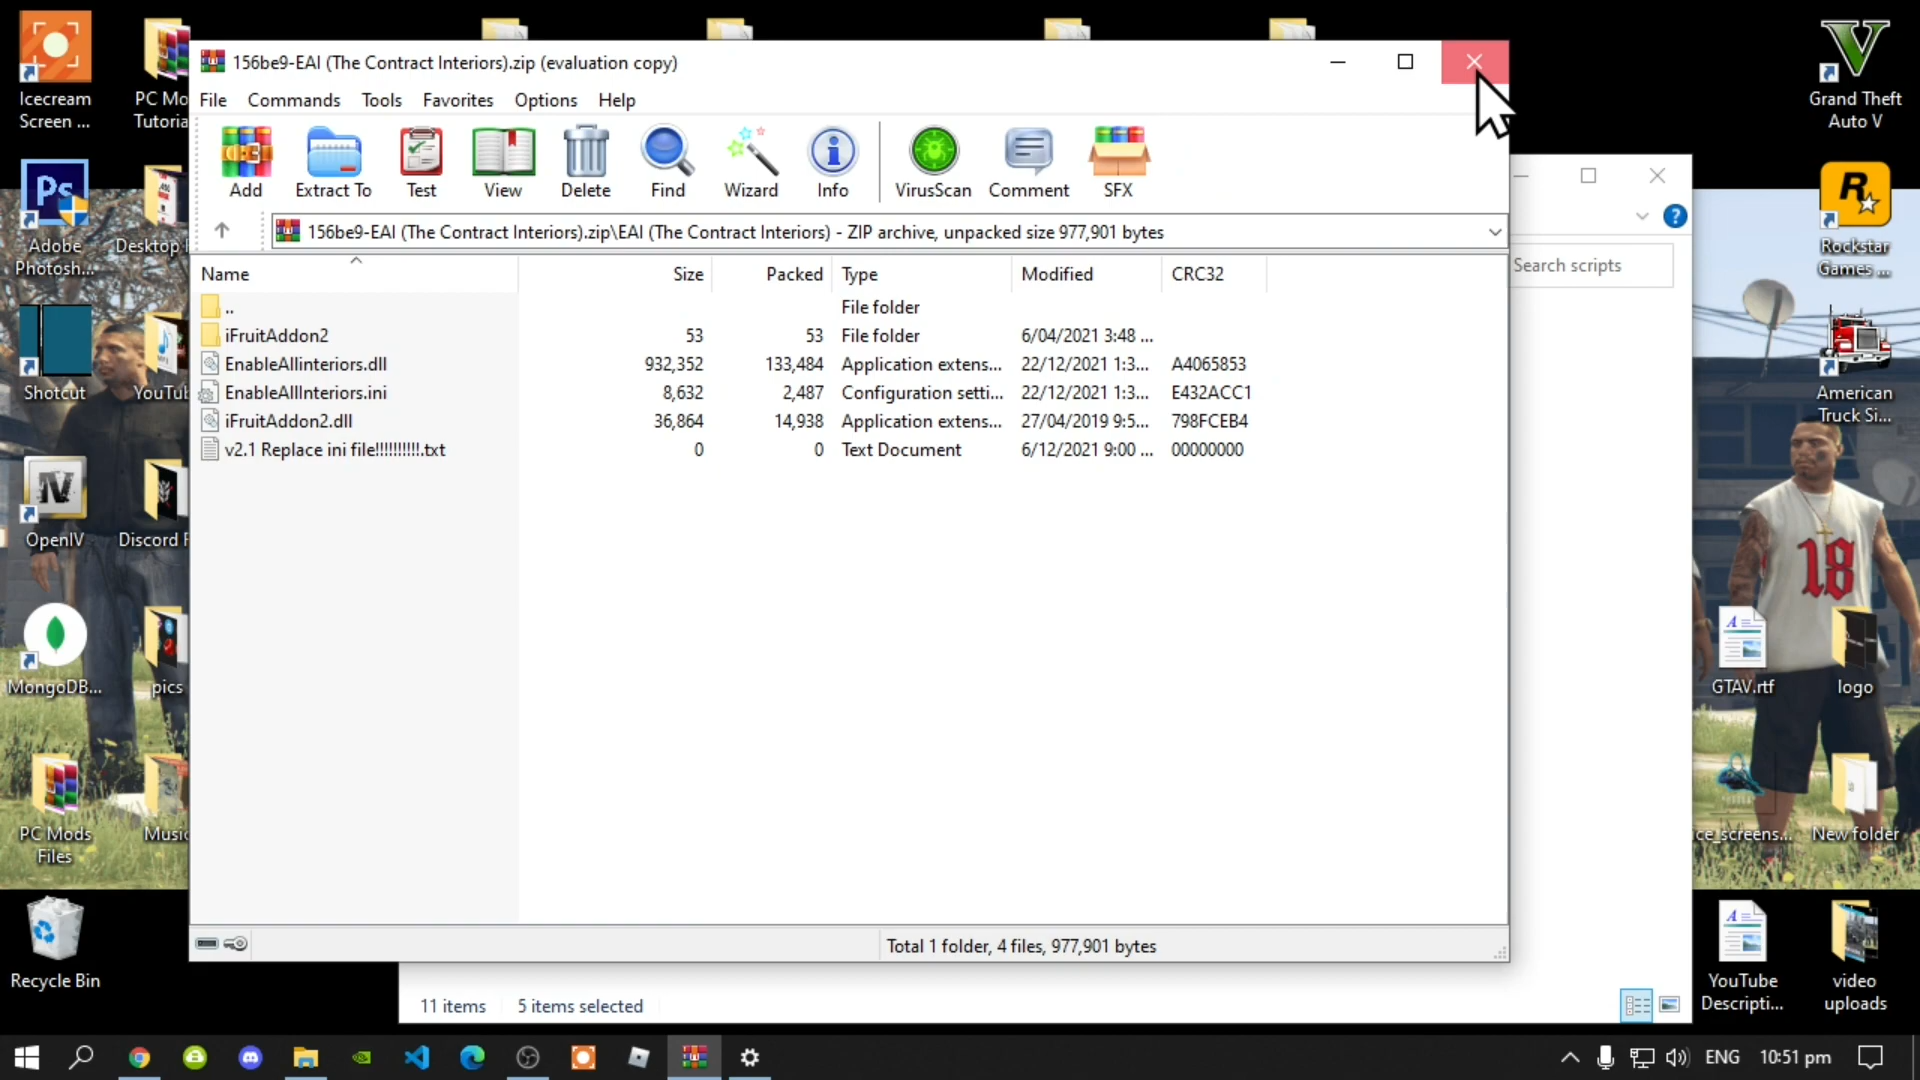 156be9-EAI (The Contract Interiors).zip (evaluation copy)
File Commands Tools Favorites Options Help
Add Extract To Test View Delete Find Wizard Info VirusScan Comment SFX
156be9-EAI (The Contract Interiors).zip\EAI (The Contract Interiors) - ZIP archive, unpacked size 977,901 bytes
Name Size Packed Type Modified CRC32
.. File folder
iFruitAddon2 53 53 File folder 6/04/2021 3:48 ...
EnableAllinteriors.dll 932,352 133,484 Application extens... 22/12/2021 1:3... A4065853
EnableAllInteriors.ini 8,632 2,487 Configuration setti... 22/12/2021 1:3... E432ACC1
iFruitAddon2.dll 36,864 14,938 Application extens... 27/04/2019 9:5... 798FCEB4
v2.1 Replace ini file!!!!!!!!!!.txt 0 0 Text Document 6/12/2021 9:00 ... 00000000
Total 1 folder, 4 files, 977,901 bytes
Search scripts
11 items 5 items selected
Icecream
Screen ...
PC Mo
Tutoria
Ps
Adobe
Photosh...
Desktop
Shotcut
YouTub
IV
OpenIV
Discord
MongoDB...
pics
PC Mods
Files
Music
Recycle Bin
V
Grand Theft
Auto V
R
Rockstar
Games ...
American
Truck Si...
18
GTAV.rtf
logo
ce_screens...
New folder
YouTube
Descripti...
video
uploads
ENG 10:51 pm